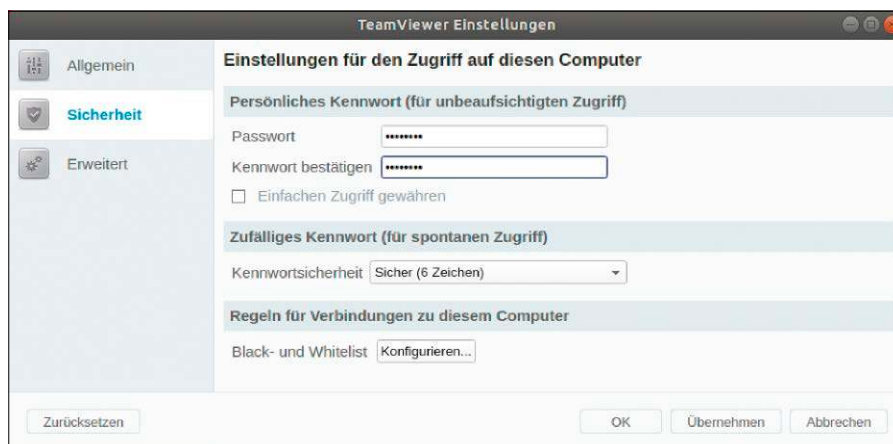 TeamViewer Einstellungen
Allgemein
Sicherheit
Erweitert
Einstellungen für den Zugriff auf diesen Computer
Persönliches Kennwort (für unbeaufsichtigten Zugriff)
Passwort ••••••••
Kennwort bestätigen ••••••••
Einfachen Zugriff gewähren
Zufälliges Kennwort (für spontanen Zugriff)
Kennwortsicherheit Sicher (6 Zeichen)
Regeln für Verbindungen zu diesem Computer
Black- und Whitelist Konfigurieren...
Zurücksetzen OK Übernehmen Abbrechen